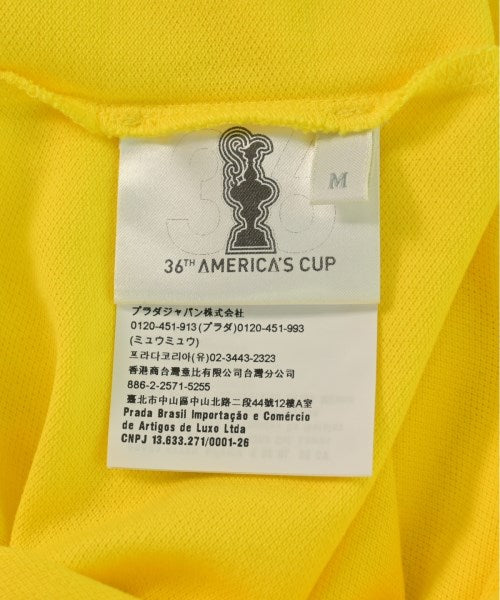 36
M
36TH AMERICA'S CUP
プラダジャパン株式会社
0120-451-913(プラダ)0120-451-993
(ミュウミュウ)
프라다코리아(유)02-3443-2323
香港商台灣薏比有限公司台灣分公司
886-2-2571-5255
臺北市中山區中山北路二段44號12樓A室
Prada Brasil Importação e Comércio
de Artigos de Luxo Ltda
CNPJ 13.633.271/0001-26